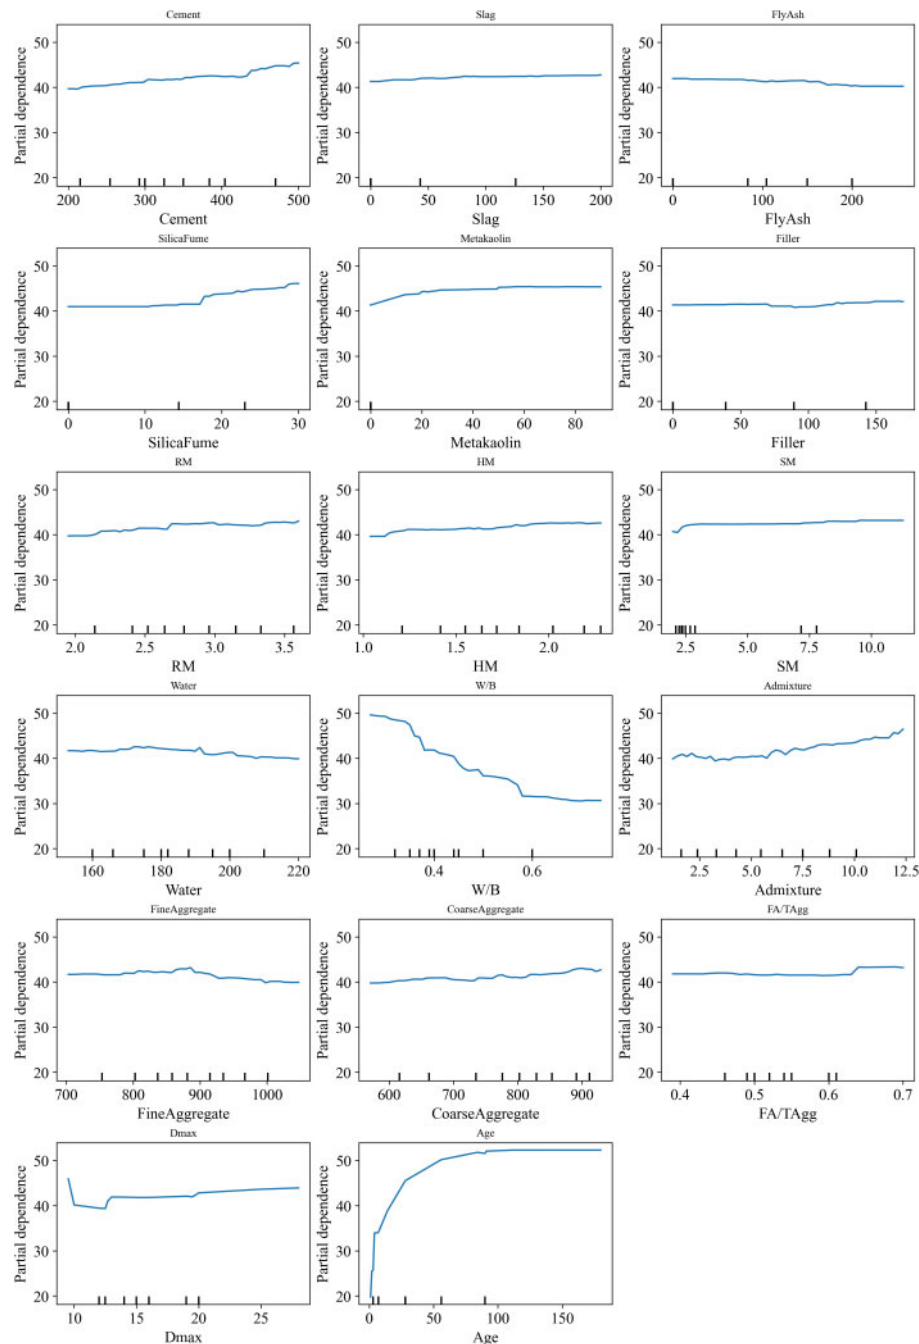 Cement Slag FlyAsh
50 50 50
Partial dependence Partial dependence Partial dependence
40 40 40
30 30 30
20 20 20
200 300 400 500 0 50 100 150 200 0 100 200
Cement Slag FlyAsh
SilicaFume Metakaolin Filler
50 50 50
Partial dependence Partial dependence Partial dependence
40 40 40
30 30 30
20 20 20
0 10 20 30 0 20 40 60 80 0 50 100 150
SilicaFume Metakaolin Filler
RM HM SM
50 50 50
Partial dependence Partial dependence Partial dependence
40 40 40
30 30 30
20 20 20
2.0 2.5 3.0 3.5 1.0 1.5 2.0 2.5 5.0 7.5 10.0
RM HM SM
Water W/B Admixture
50 50 50
Partial dependence Partial dependence Partial dependence
40 40 40
30 30 30
20 20 20
160 180 200 220 0.4 0.6 2.5 5.0 7.5 10.0 12.5
Water W/B Admixture
FineAggregate CoarseAggregate FA/TAgg
50 50 50
Partial dependence Partial dependence Partial dependence
40 40 40
30 30 30
20 20 20
700 800 900 1000 600 700 800 900 0.4 0.5 0.6 0.7
FineAggregate CoarseAggregate FA/TAgg
Dmax Age
50 50
Partial dependence Partial dependence
40 40
30 30
20 20
10 15 20 25 0 50 100 150
Dmax Age